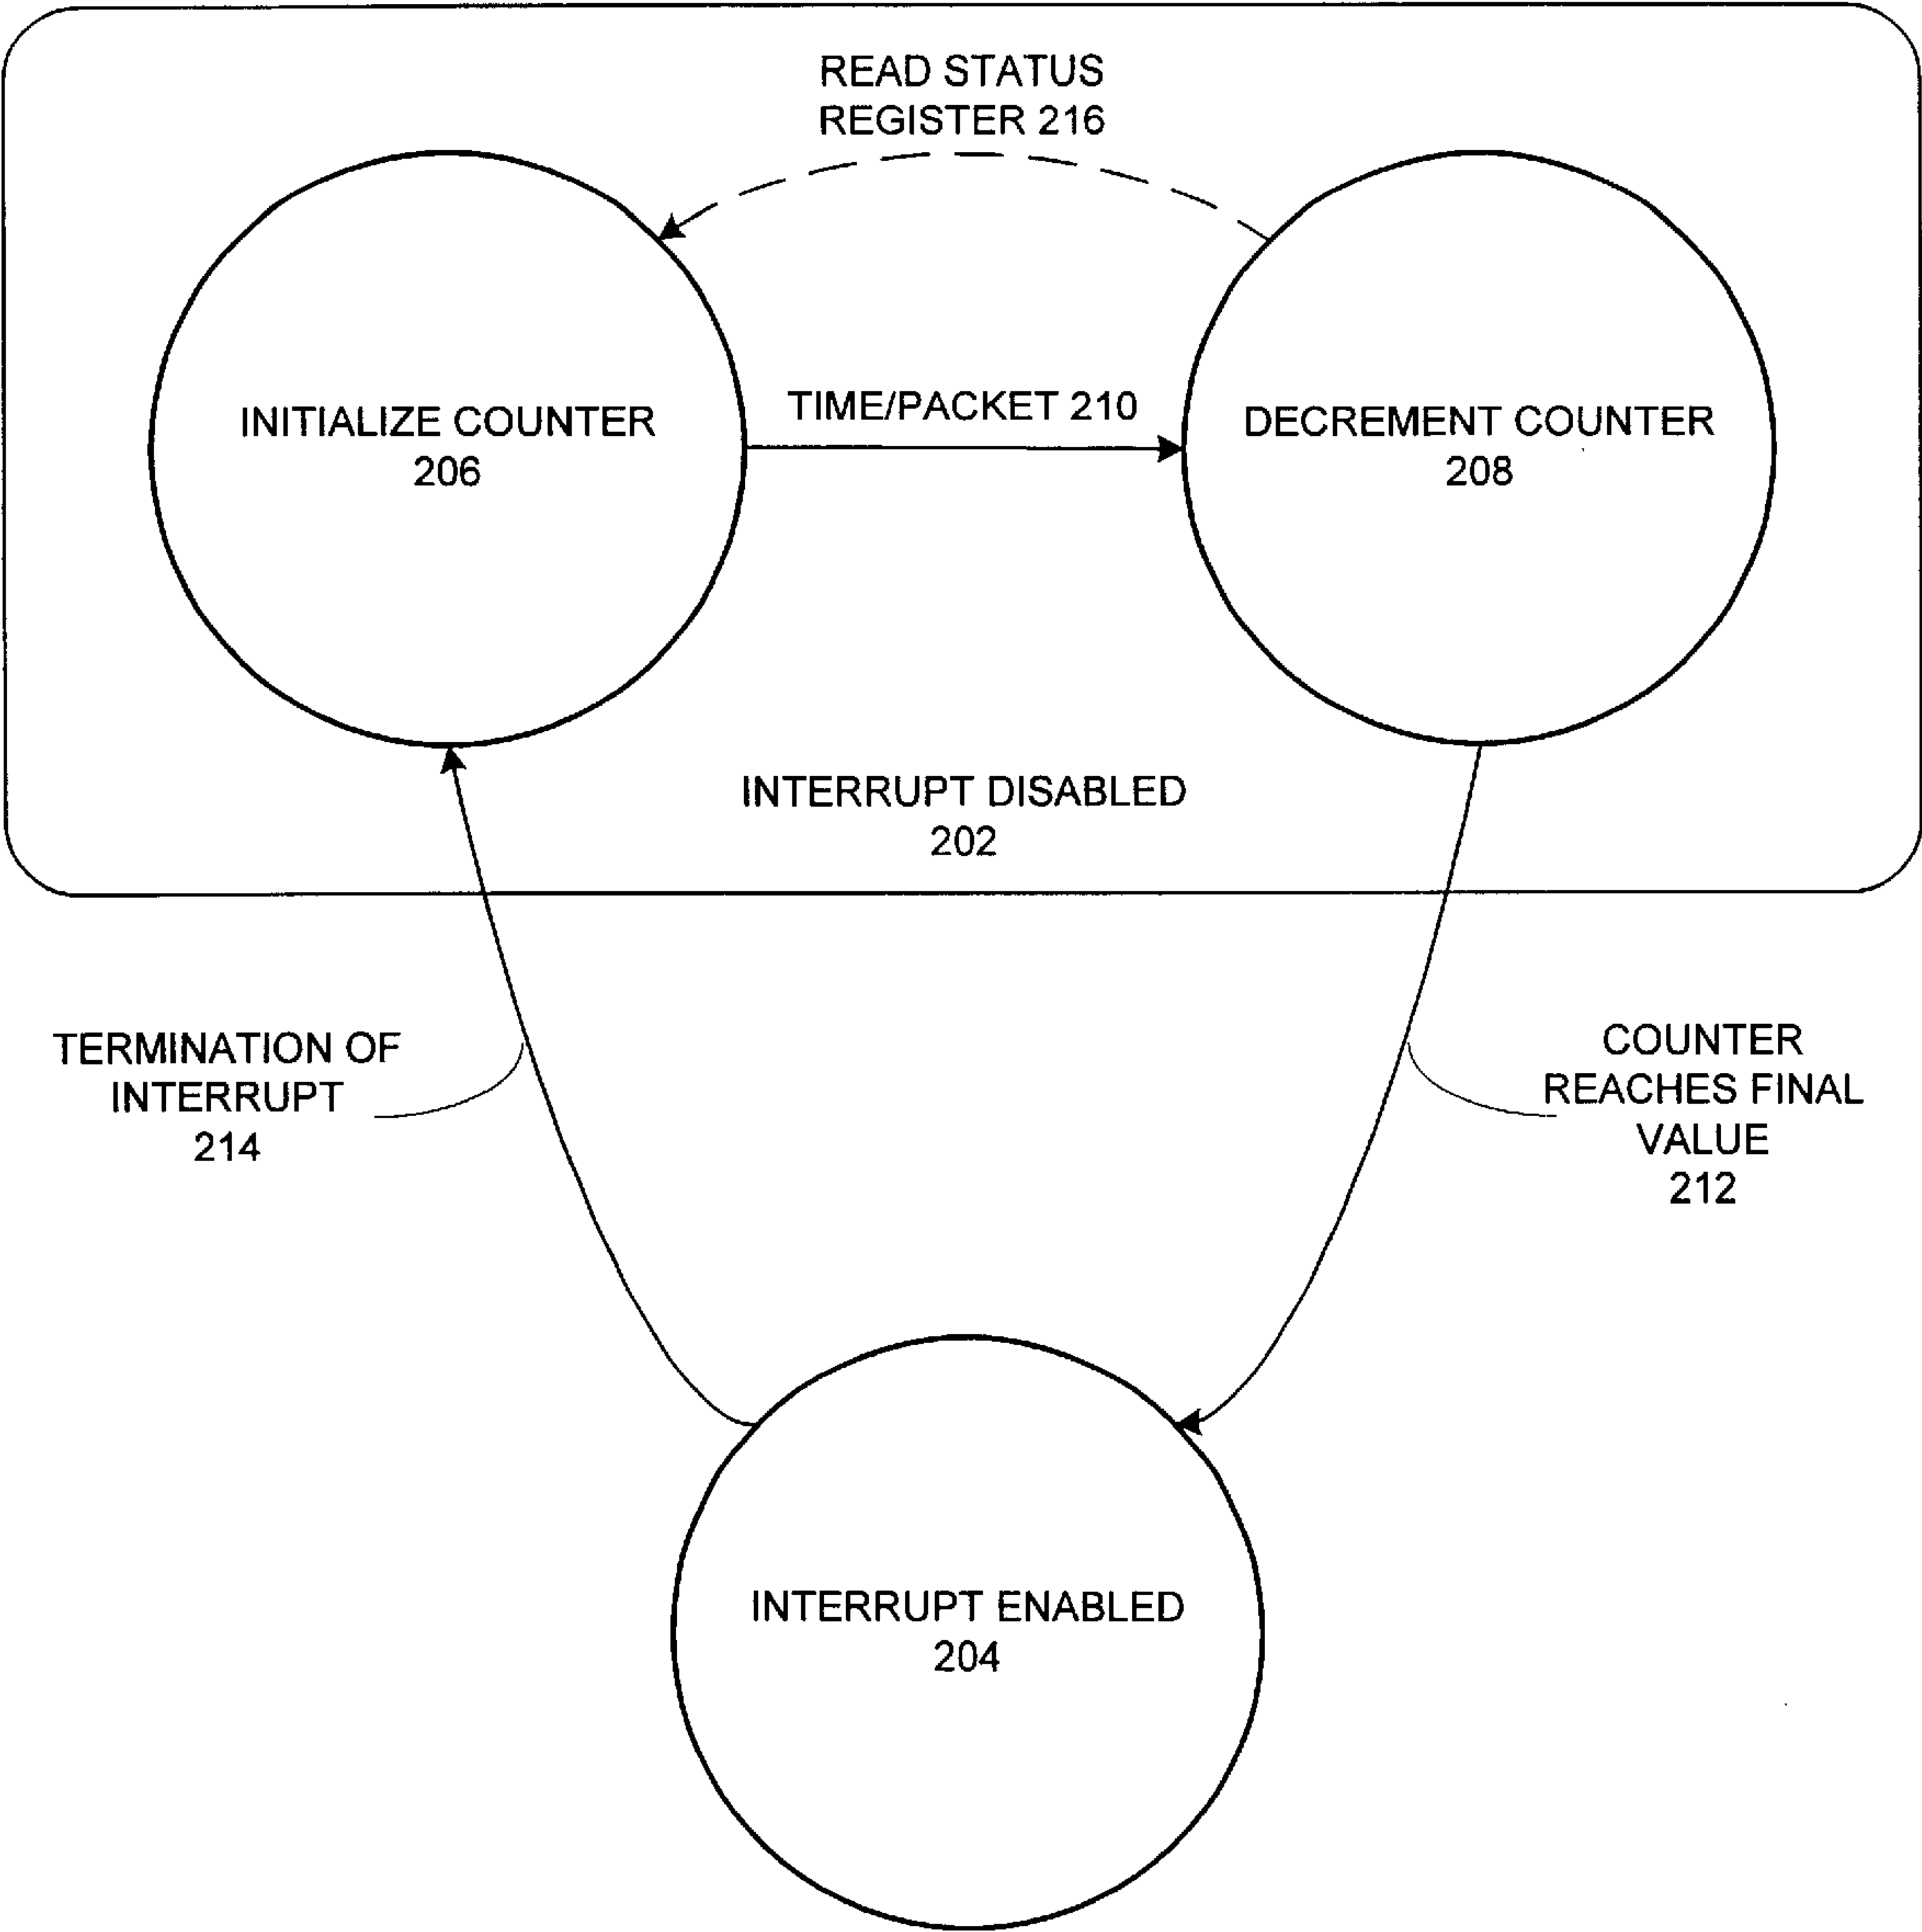 READ STATUS
REGISTER 216
INITIALIZE COUNTER
206
TIME/PACKET 210
DECREMENT COUNTER
208
INTERRUPT DISABLED
202
TERMINATION OF
INTERRUPT
214
COUNTER
REACHES FINAL
VALUE
212
INTERRUPT ENABLED
204